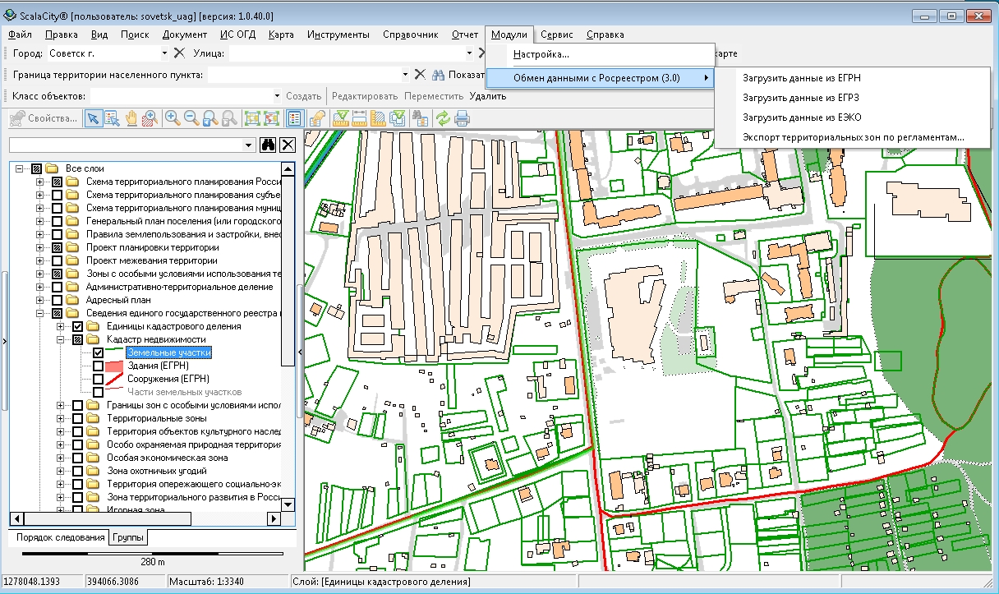 ScalaCity® [пользователь: sovetsk_uag] [версия: 1.0.40.0]
Файл Правка Вид Поиск Документ ИС ОГД Карта Инструменты Справочник Отчет Модули Сервис Справка
Город: Советск г. Улица: карте
Настройка...
Граница территории населенного пункта: Показат
Обмен данными с Росреестром (3.0)
Загрузить данные из ЕГРН
Загрузить данные из ЕГРЗ
Загрузить данные из ЕЭКО
Экспорт территориальных зон по регламентам...
Класс объектов: Создать Редактировать Переместить Удалить
Свойства...
Все слои
Схема территориального планирования Росси
Схема территориального планирования субъе
Схема территориального планирования муниц
Генеральный план поселения (или городского
Правила землепользования и застройки, внес
Проект планировки территории
Проект межевания территории
Зоны с особыми условиями использования те
Административно-территориальное деление
Адресный план
Сведения единого государственного реестра н
Единицы кадастрового деления
Кадастр недвижимости
Земельные участки
Здания (ЕГРН)
Сооружения (ЕГРН)
Части земельных участков
Границы зон с особыми условиями испол
Территориальные зоны
Территория объектов культурного наслед
Особо охраняемая природная территория
Особая экономическая зона
Зона охотничьих угодий
Территория опережающего социально-эк
Зона территориального развития в Росси
Игорная зона
Порядок следования Группы
280 m
1278048.1393 394066.3086 Масштаб: 1:3340 Слой: [Единицы кадастрового деления]